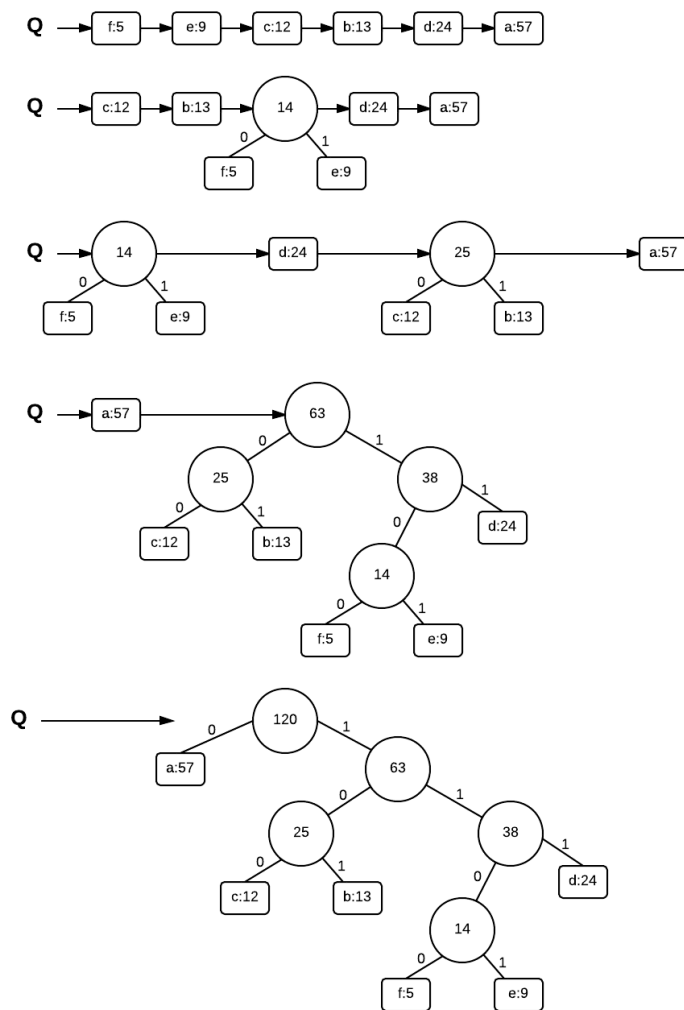 Q f:5 e:9 c:12 b:13 d:24 a:57
Q c:12 b:13 14 d:24 a:57
0 1
f:5 e:9
Q 14 d:24 25 a:57
0 1 0 1
f:5 e:9 c:12 b:13
Q a:57 63
0 1
25 38
0 1 0 1
c:12 b:13 d:24
14
0 1
f:5 e:9
Q 120
0 1
a:57 63
0 1
25 38
0 1 0 1
c:12 b:13 d:24
14
0 1
f:5 e:9